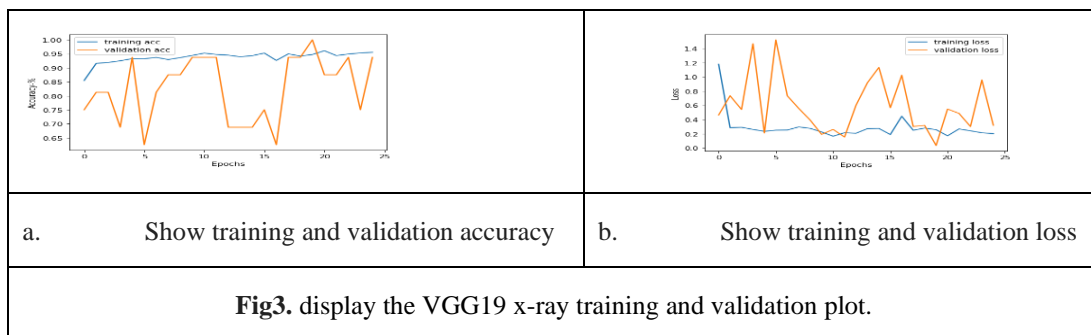 training acc
validation acc
1.00
0.95
0.90
0.85
0.80
0.75
0.70
0.65
Accuracy-%
0 5 10 15 20 25
Epochs
training loss
validation loss
1.4
1.2
1.0
0.8
0.6
0.4
0.2
0.0
Loss
0 5 10 15 20 25
Epochs
a. Show training and validation accuracy
b. Show training and validation loss
Fig3. display the VGG19 x-ray training and validation plot.